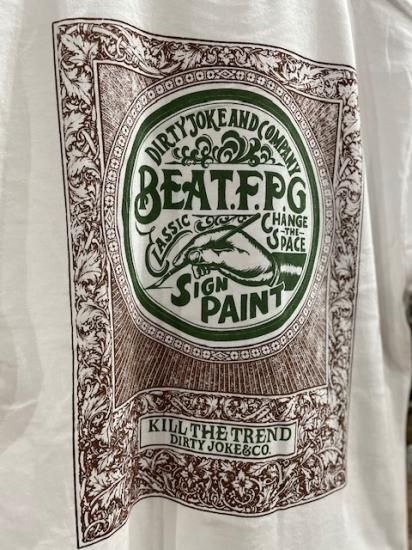 DIRTY JOKE AND COMPANY
BEAT.F.P.G
CLASSIC
CHANGE
-THE-
SPACE
SIGN
PAINT
KILL THE TREND
DIRTY JOKE&CO.